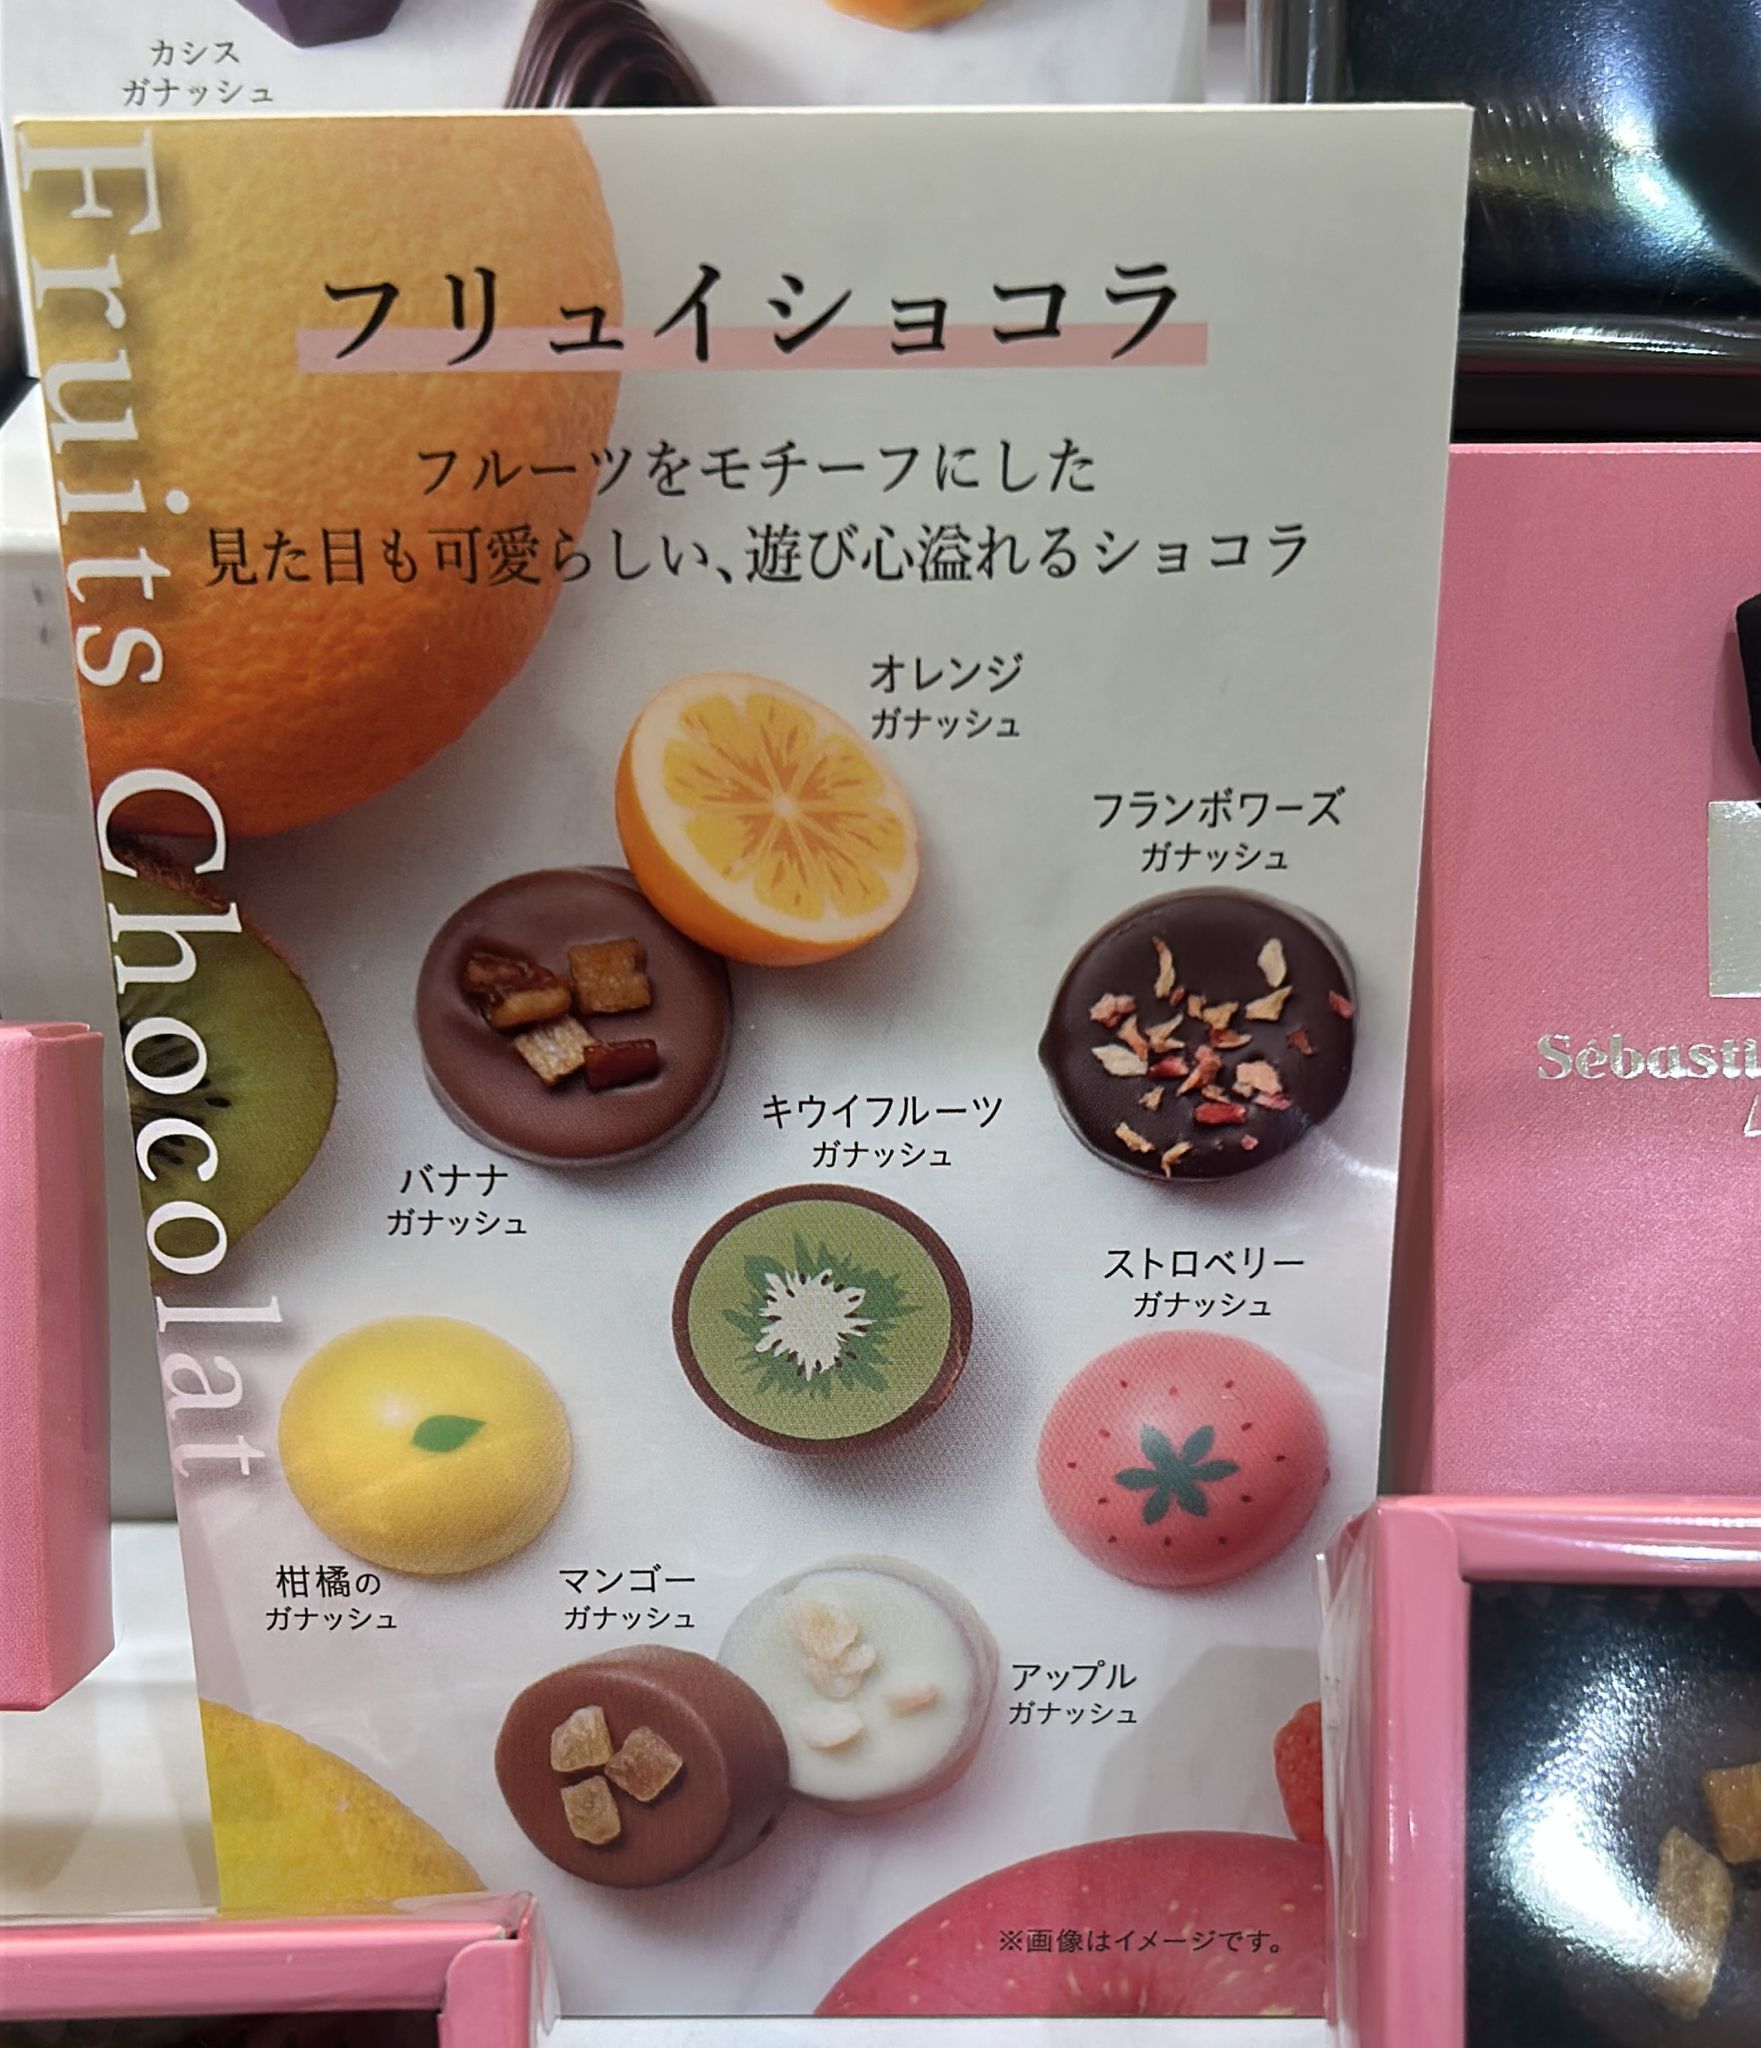 カシス
ガナッシュ
Fruits Chocolat
フリュイショコラ
フルーツをモチーフにした
見た目も可愛らしい、遊び心溢れるショコラ
オレンジ
ガナッシュ
フランボワーズ
ガナッシュ
バナナ
ガナッシュ
キウイフルーツ
ガナッシュ
ストロベリー
ガナッシュ
柑橘の
ガナッシュ
マンゴー
ガナッシュ
アップル
ガナッシュ
※画像はイメージです。